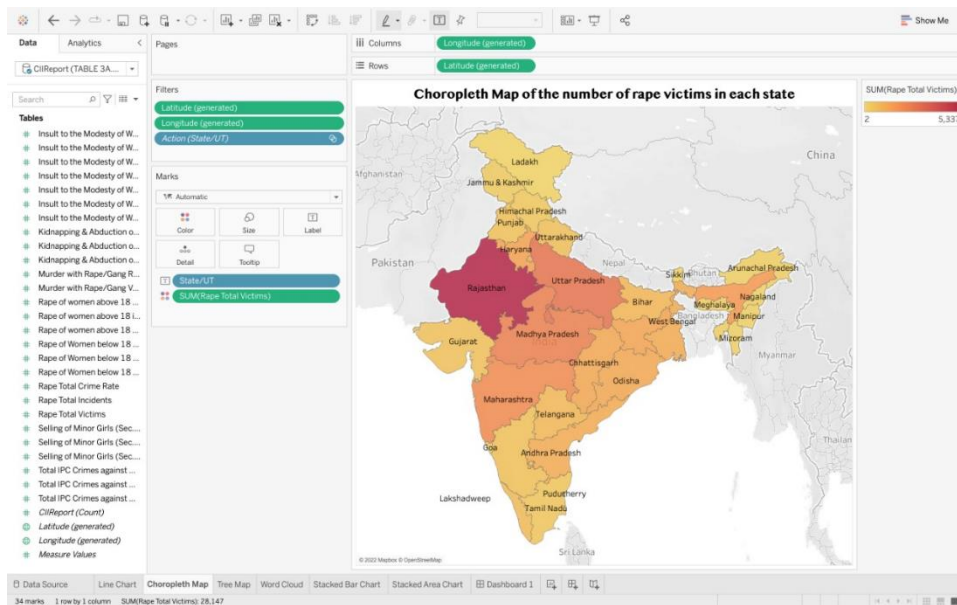 Show Me
Data
Analytics
Pages
Columns
Longitude (generated)
CIIReport (TABLE 3A....
Rows
Latitude (generated)
Search
Filters
Latitude (generated)
Longitude (generated)
Action (State/UT)
Tables
Insult to the Modesty of W...
Insult to the Modesty of W...
Insult to the Modesty of W...
Insult to the Modesty of W...
Insult to the Modesty of W...
Insult to the Modesty of W...
Insult to the Modesty of W...
Kidnapping & Abduction o...
Kidnapping & Abduction o...
Kidnapping & Abduction o...
Murder with Rape/Gang R...
Murder with Rape/Gang V...
Rape of women above 18 ...
Rape of women above 18 i...
Rape of women above 18 ...
Rape of Women below 18 ...
Rape of Women below 18 ...
Rape of Women below 18 ...
Rape Total Crime Rate
Rape Total Incidents
Rape Total Victims
Selling of Minor Girls (Sec....
Selling of Minor Girls (Sec....
Selling of Minor Girls (Sec....
Total IPC Crimes against ...
Total IPC Crimes against ...
Total IPC Crimes against ...
CIIReport (Count)
Latitude (generated)
Longitude (generated)
Measure Values
Marks
Automatic
Color
Size
Label
Detail
Tooltip
State/UT
SUM(Rape Total Victims)
Choropleth Map of the number of rape victims in each state
SUM(Rape Total Victims)
2
5,337
China
Ladakh
Afghanistan
Jammu & Kashmir
Himachal Pradesh
Punjab
Uttarakhand
Haryana
Pakistan
Nepal
Rajasthan
Uttar Pradesh
Sikkim
Bhutan
Arunachal Pradesh
Bihar
Nagaland
Meghalaya
West Bengal
Bangladesh
Manipur
Madhya Pradesh
India
Gujarat
Mizoram
Myanmar
Chhattisgarh
Odisha
Maharashtra
Telangana
Thailan
Goa
Andhra Pradesh
Lakshadweep
Puducherry
Tamil Nadu
Sri Lanka
© 2022 Mapbox © OpenStreetMap
Data Source
Line Chart
Choropleth Map
Tree Map
Word Cloud
Stacked Bar Chart
Stacked Area Chart
Dashboard 1
34 marks
1 row by 1 column
SUM(Rape Total Victims): 28,147